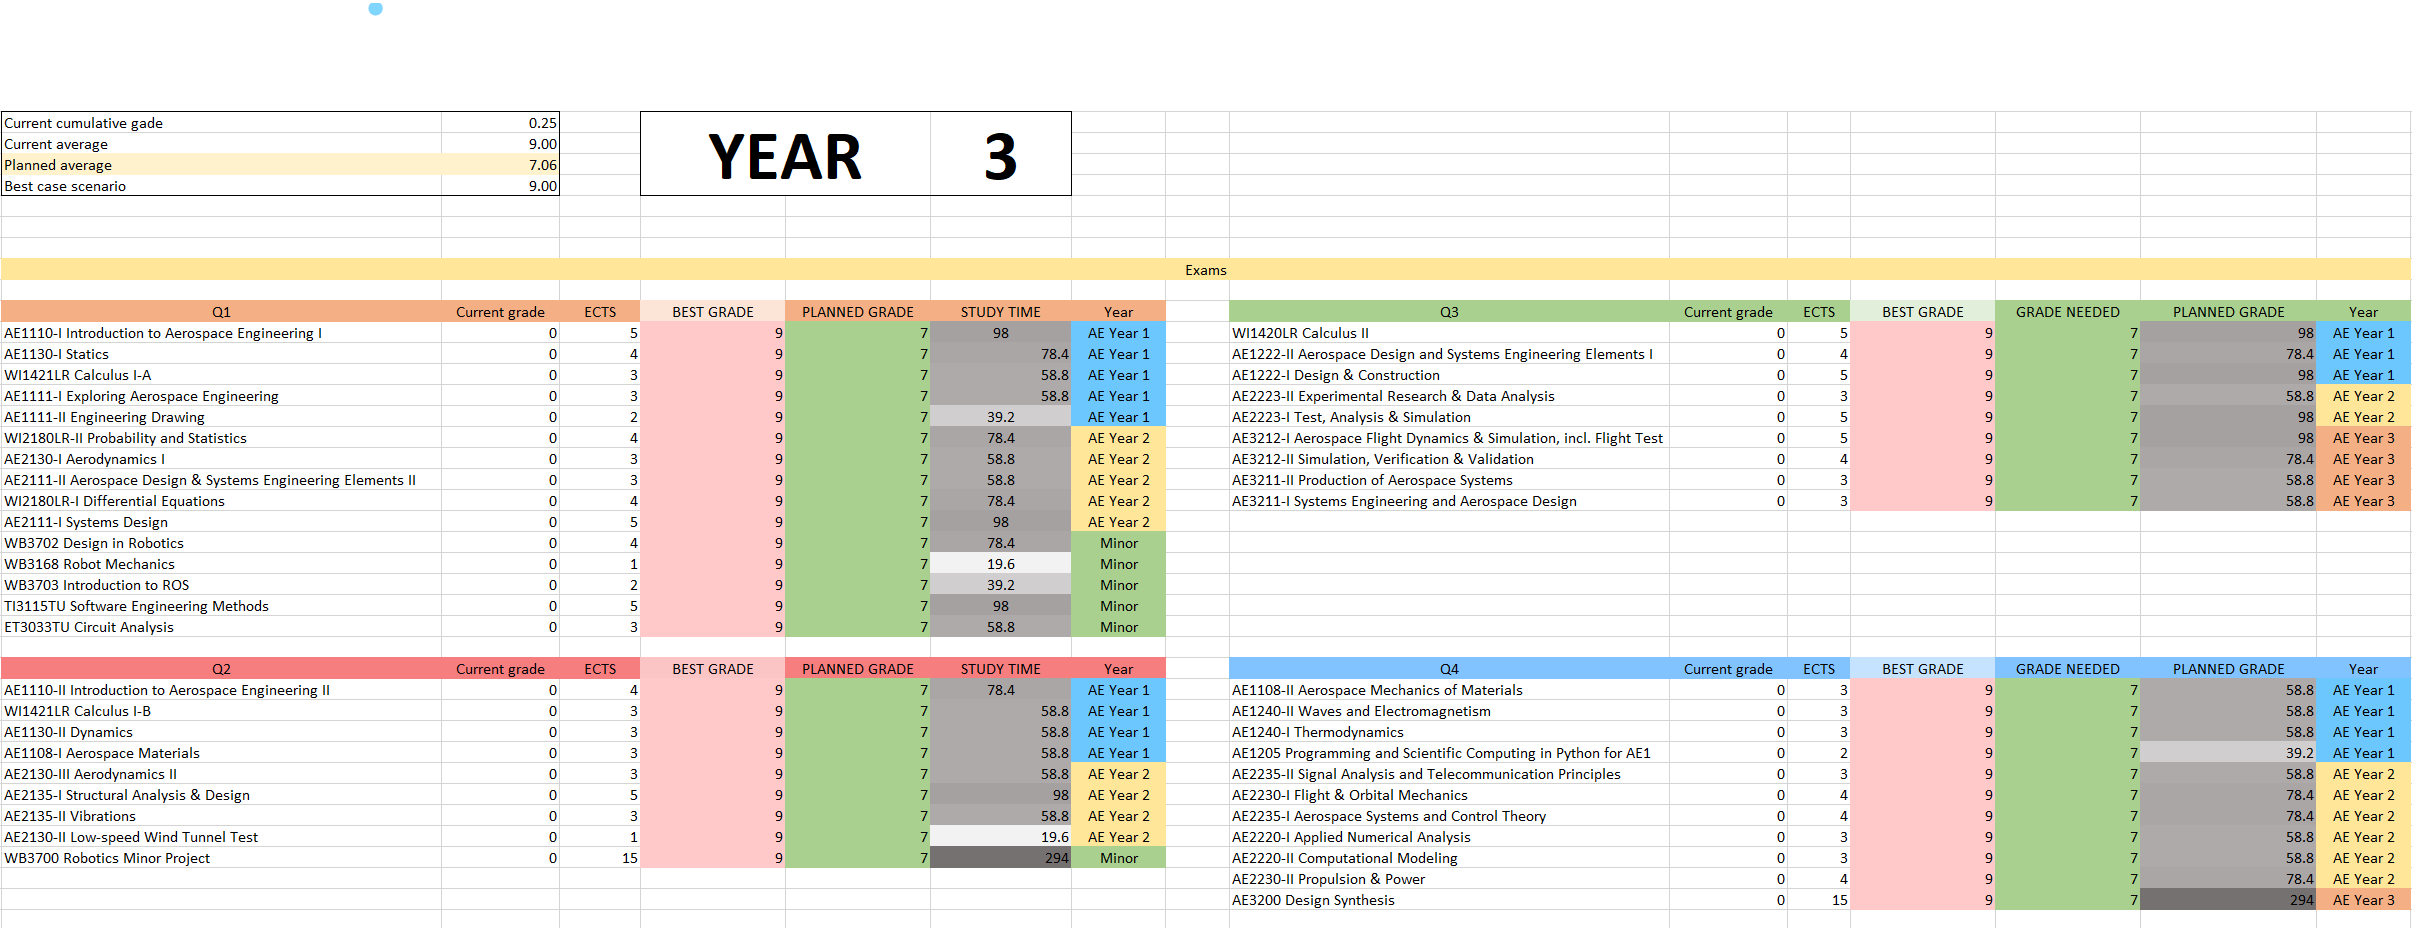 Current cumulative gade 0.25
Current average 9.00
Planned average 7.06
Best case scenario 9.00
YEAR 3
Exams
Q1 Current grade ECTS BEST GRADE PLANNED GRADE STUDY TIME Year
AE1110-I Introduction to Aerospace Engineering I 0 5 9 7 98 AE Year 1
AE1130-I Statics 0 4 9 7 78.4 AE Year 1
WI1421LR Calculus I-A 0 3 9 7 58.8 AE Year 1
AE1111-I Exploring Aerospace Engineering 0 3 9 7 58.8 AE Year 1
AE1111-II Engineering Drawing 0 2 9 7 39.2 AE Year 1
WI2180LR-II Probability and Statistics 0 4 9 7 78.4 AE Year 2
AE2130-I Aerodynamics I 0 3 9 7 58.8 AE Year 2
AE2111-II Aerospace Design & Systems Engineering Elements II 0 3 9 7 58.8 AE Year 2
WI2180LR-I Differential Equations 0 4 9 7 78.4 AE Year 2
AE2111-I Systems Design 0 5 9 7 98 AE Year 2
WB3702 Design in Robotics 0 4 9 7 78.4 Minor
WB3168 Robot Mechanics 0 1 9 7 19.6 Minor
WB3703 Introduction to ROS 0 2 9 7 39.2 Minor
TI3115TU Software Engineering Methods 0 5 9 7 98 Minor
ET3033TU Circuit Analysis 0 3 9 7 58.8 Minor
Q2 Current grade ECTS BEST GRADE PLANNED GRADE STUDY TIME Year
AE1110-II Introduction to Aerospace Engineering II 0 4 9 7 78.4 AE Year 1
WI1421LR Calculus I-B 0 3 9 7 58.8 AE Year 1
AE1130-II Dynamics 0 3 9 7 58.8 AE Year 1
AE1108-I Aerospace Materials 0 3 9 7 58.8 AE Year 1
AE2130-III Aerodynamics II 0 3 9 7 58.8 AE Year 2
AE2135-I Structural Analysis & Design 0 5 9 7 98 AE Year 2
AE2135-II Vibrations 0 3 9 7 58.8 AE Year 2
AE2130-II Low-speed Wind Tunnel Test 0 1 9 7 19.6 AE Year 2
WB3700 Robotics Minor Project 0 15 9 7 294 Minor
Q3 Current grade ECTS BEST GRADE GRADE NEEDED PLANNED GRADE Year
WI1420LR Calculus II 0 5 9 7 98 AE Year 1
AE1222-II Aerospace Design and Systems Engineering Elements I 0 4 9 7 78.4 AE Year 1
AE1222-I Design & Construction 0 5 9 7 98 AE Year 1
AE2223-II Experimental Research & Data Analysis 0 3 9 7 58.8 AE Year 2
AE2223-I Test, Analysis & Simulation 0 5 9 7 98 AE Year 2
AE3212-I Aerospace Flight Dynamics & Simulation, incl. Flight Test 0 5 9 7 98 AE Year 3
AE3212-II Simulation, Verification & Validation 0 4 9 7 78.4 AE Year 3
AE3211-II Production of Aerospace Systems 0 3 9 7 58.8 AE Year 3
AE3211-I Systems Engineering and Aerospace Design 0 3 9 7 58.8 AE Year 3
Q4 Current grade ECTS BEST GRADE GRADE NEEDED PLANNED GRADE Year
AE1108-II Aerospace Mechanics of Materials 0 3 9 7 58.8 AE Year 1
AE1240-II Waves and Electromagnetism 0 3 9 7 58.8 AE Year 1
AE1240-I Thermodynamics 0 3 9 7 58.8 AE Year 1
AE1205 Programming and Scientific Computing in Python for AE1 0 2 9 7 39.2 AE Year 1
AE2235-II Signal Analysis and Telecommunication Principles 0 3 9 7 58.8 AE Year 2
AE2230-I Flight & Orbital Mechanics 0 4 9 7 78.4 AE Year 2
AE2235-I Aerospace Systems and Control Theory 0 4 9 7 78.4 AE Year 2
AE2220-I Applied Numerical Analysis 0 3 9 7 58.8 AE Year 2
AE2220-II Computational Modeling 0 3 9 7 58.8 AE Year 2
AE2230-II Propulsion & Power 0 4 9 7 78.4 AE Year 2
AE3200 Design Synthesis 0 15 9 7 294 AE Year 3